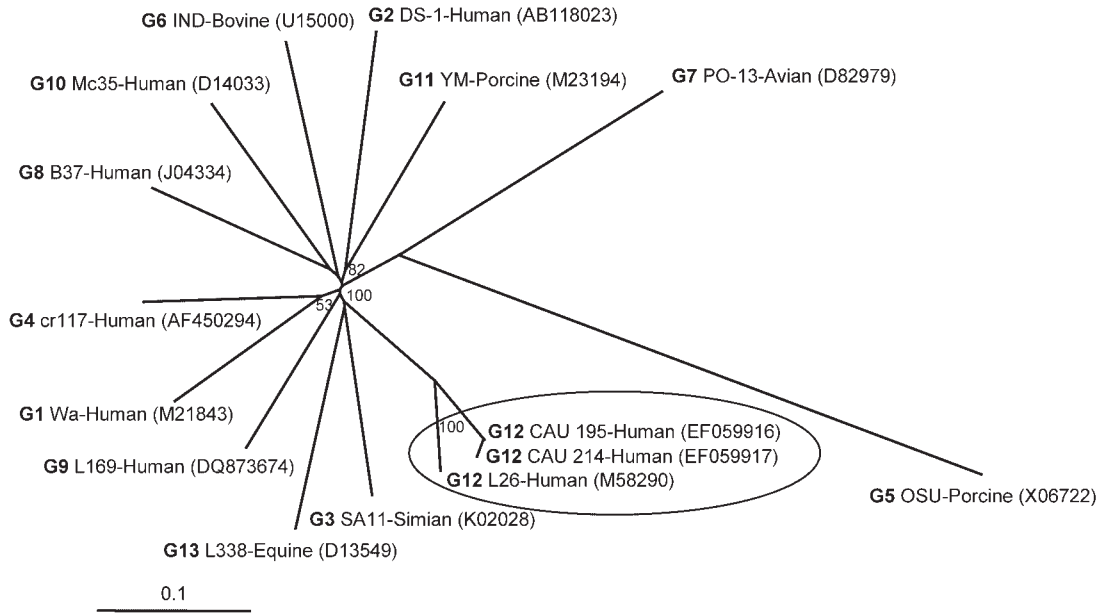 G6 IND-Bovine (U15000)
G2 DS-1-Human (AB118023)
G10 Mc35-Human (D14033)
G11 YM-Porcine (M23194)
G7 PO-13-Avian (D82979)
G8 B37-Human (J04334)
82
100
53
G4 cr117-Human (AF450294)
G1 Wa-Human (M21843)
100
G12 CAU 195-Human (EF059916)
G12 CAU 214-Human (EF059917)
G9 L169-Human (DQ873674)
G12 L26-Human (M58290)
G5 OSU-Porcine (X06722)
G3 SA11-Simian (K02028)
G13 L338-Equine (D13549)
0.1